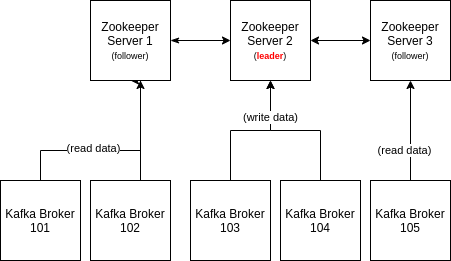 Zookeeper
Server 1
(follower)
Zookeeper
Server 2
(leader)
Zookeeper
Server 3
(follower)
(read data)
(write data)
(read data)
Kafka Broker
101
Kafka Broker
102
Kafka Broker
103
Kafka Broker
104
Kafka Broker
105